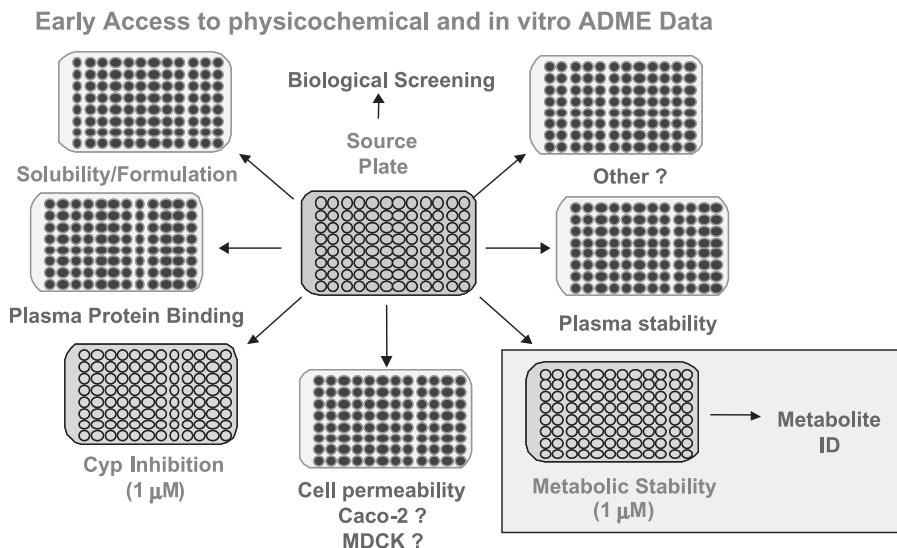 Early Access to physicochemical and in vitro ADME Data
Biological Screening
Source
Plate
Solubility/Formulation
Other ?
Plasma Protein Binding
Plasma stability
Cyp Inhibition
(1 μM)
Cell permeability
Caco-2 ?
MDCK ?
Metabolic Stability
(1 μM)
Metabolite
ID